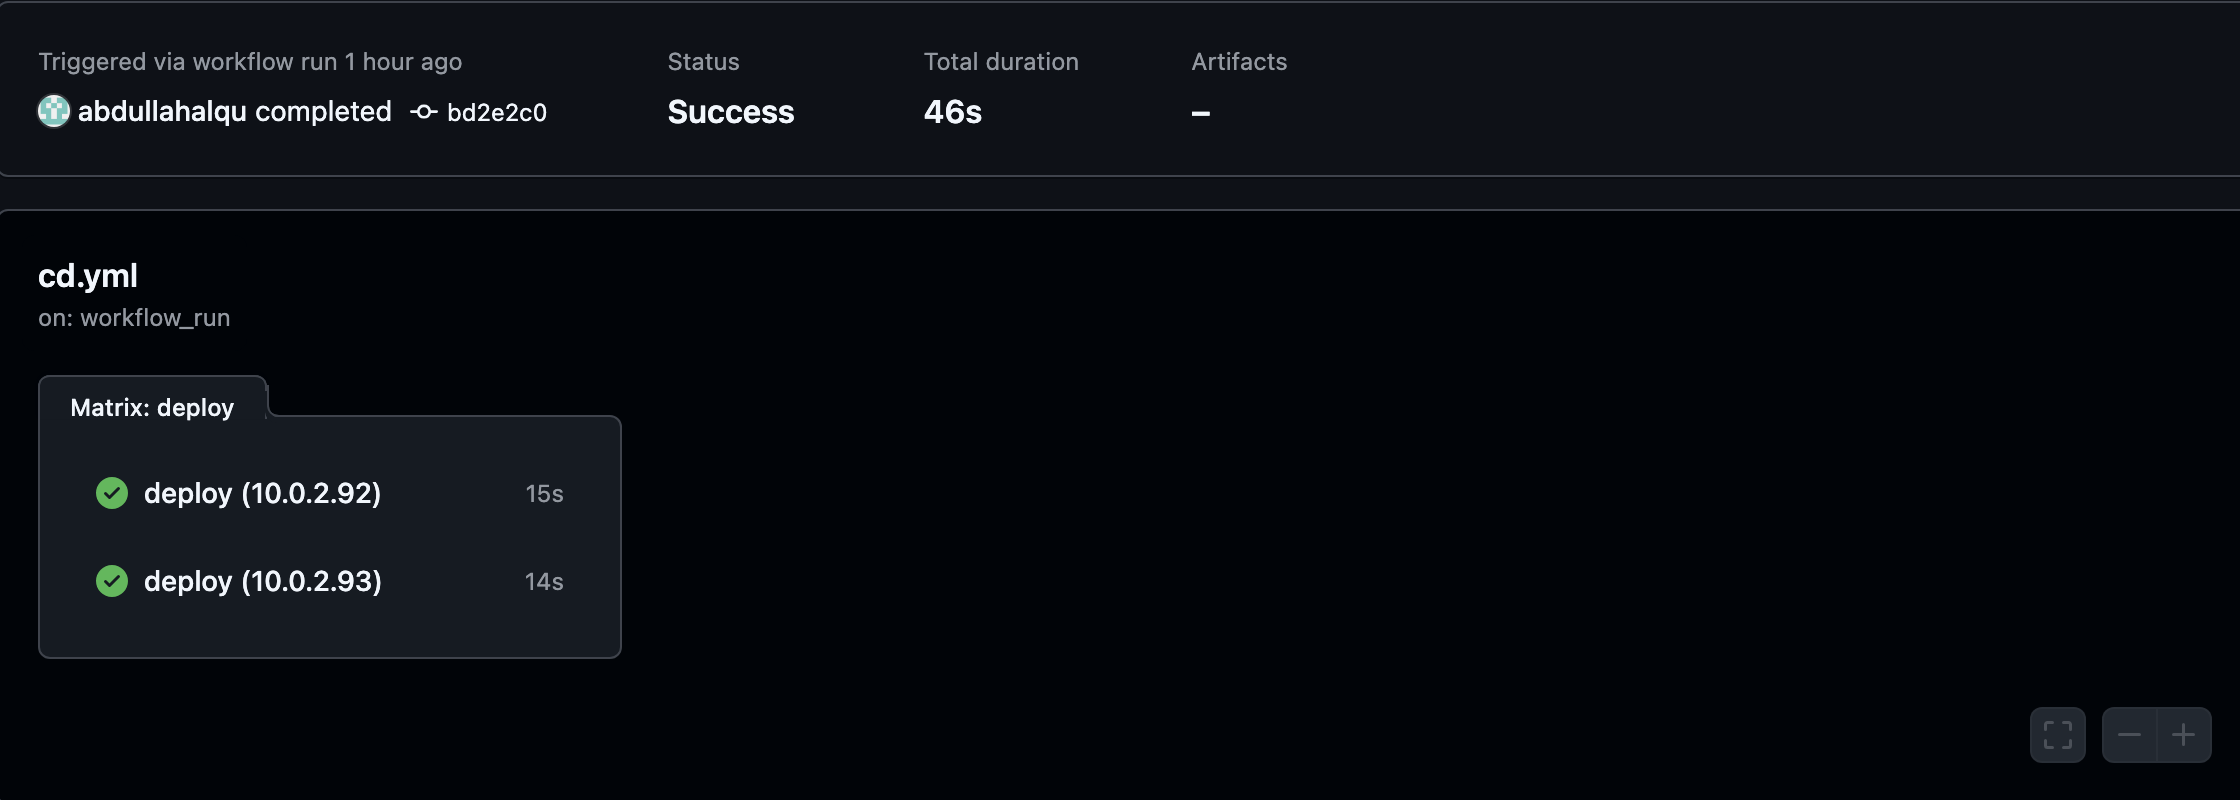 Triggered via workflow run 1 hour ago
abdullahalqu completed bd2e2c0
Status
Success
Total duration
46s
Artifacts
–
cd.yml
on: workflow_run
Matrix: deploy
deploy (10.0.2.92) 15s
deploy (10.0.2.93) 14s